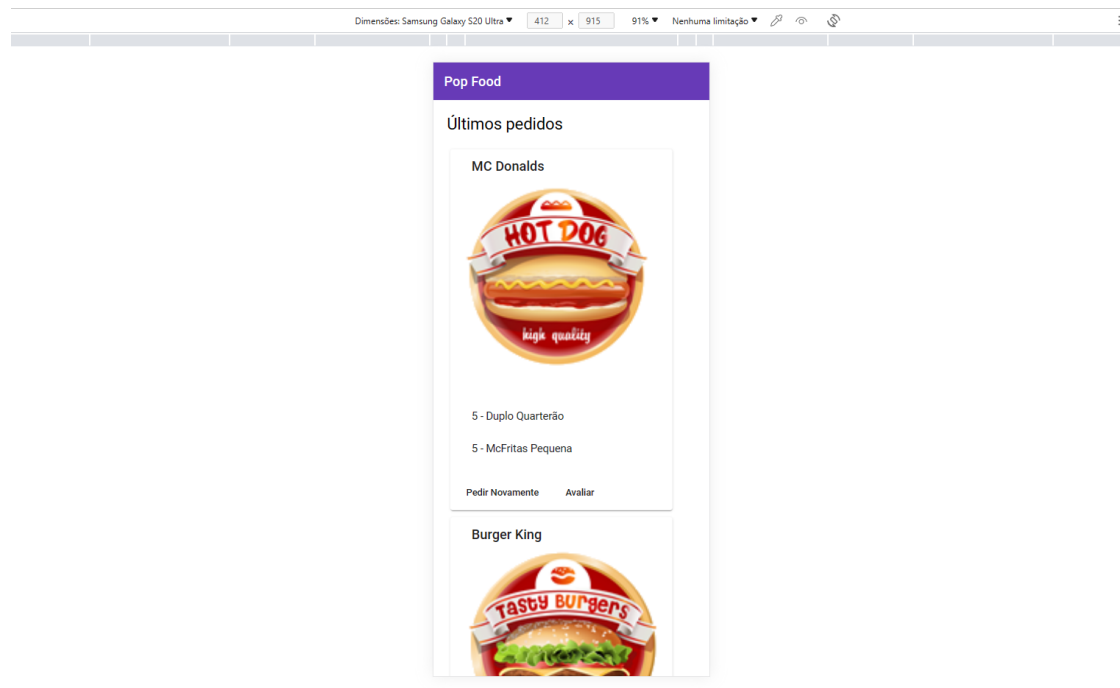 Dimensões: Samsung Galaxy S20 Ultra 412 x 915 91% Nenhuma limitação
Pop Food
Últimos pedidos
MC Donalds
HOT DOG
high quality
5 - Duplo Quarterão
5 - McFritas Pequena
Pedir Novamente Avaliar
Burger King
TASTY BURGERS